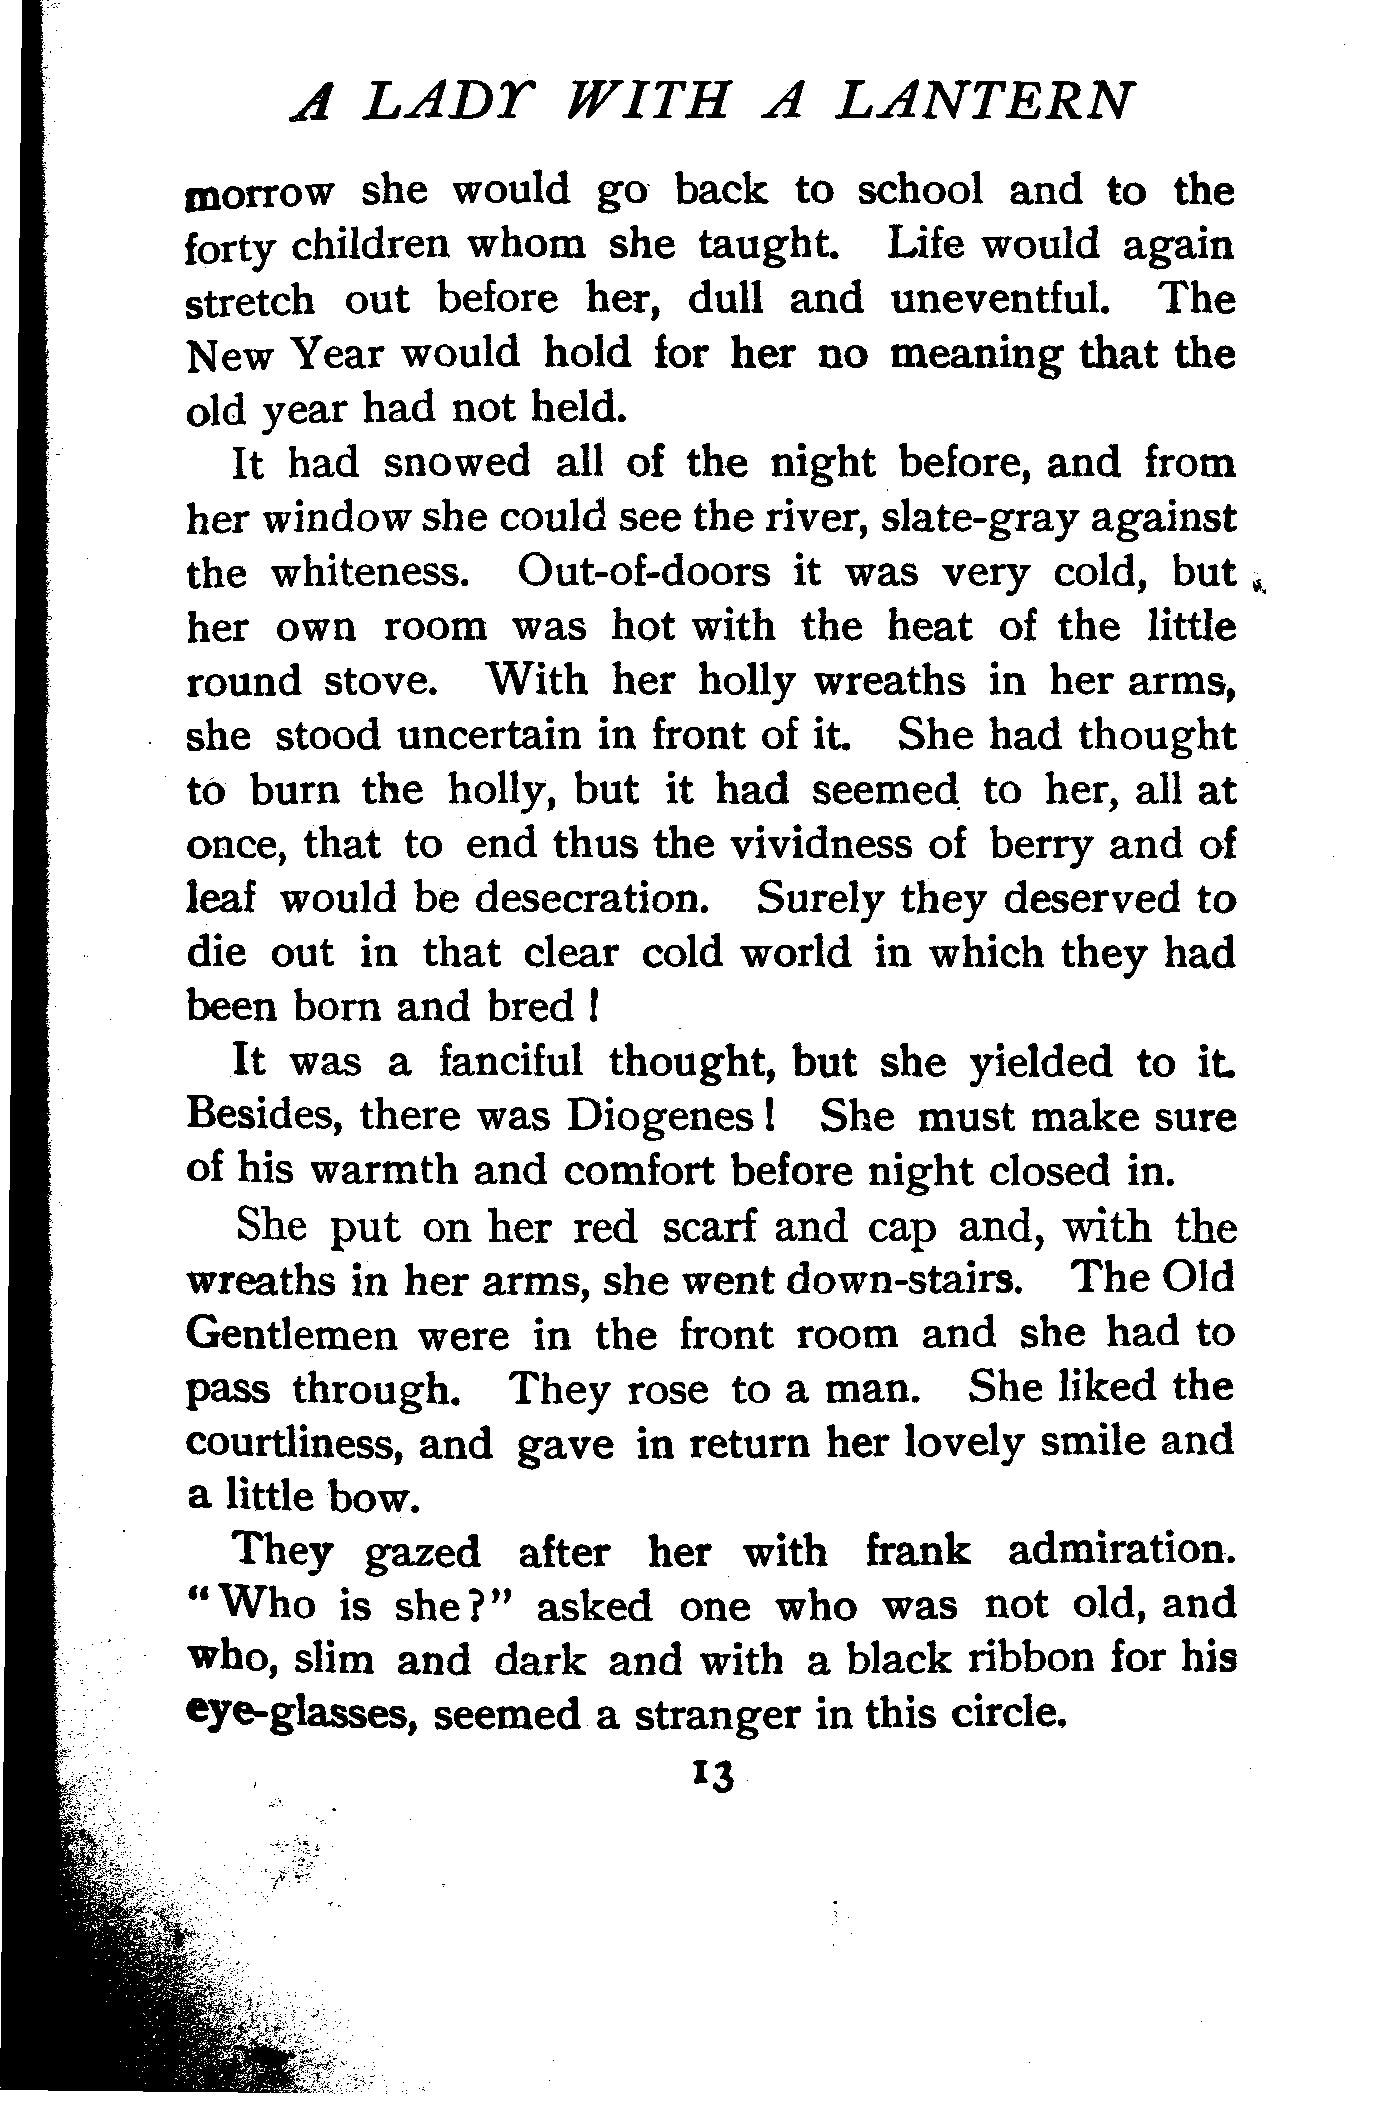 A LADY WITH A LANTERN
morrow she would go back to school and to the
forty children whom she taught. Life would again
stretch out before her, dull and uneventful. The
New Year would hold for her no meaning that the
old year had not held.
It had snowed all of the night before, and from
her window she could see the river, slate-gray against
the whiteness. Out-of-doors it was very cold, but
her own room was hot with the heat of the little
round stove. With her holly wreaths in her arms,
she stood uncertain in front of it. She had thought
to burn the holly, but it had seemed to her, all at
once, that to end thus the vividness of berry and of
leaf would be desecration. Surely they deserved to
die out in that clear cold world in which they had
been born and bred!
It was a fanciful thought, but she yielded to it.
Besides, there was Diogenes! She must make sure
of his warmth and comfort before night closed in.
She put on her red scarf and cap and, with the
wreaths in her arms, she went down-stairs. The Old
Gentlemen were in the front room and she had to
pass through. They rose to a man. She liked the
courtliness, and gave in return her lovely smile and
a little bow.
They gazed after her with frank admiration.
"Who is she?" asked one who was not old, and
who, slim and dark and with a black ribbon for his
eye-glasses, seemed a stranger in this circle.
13